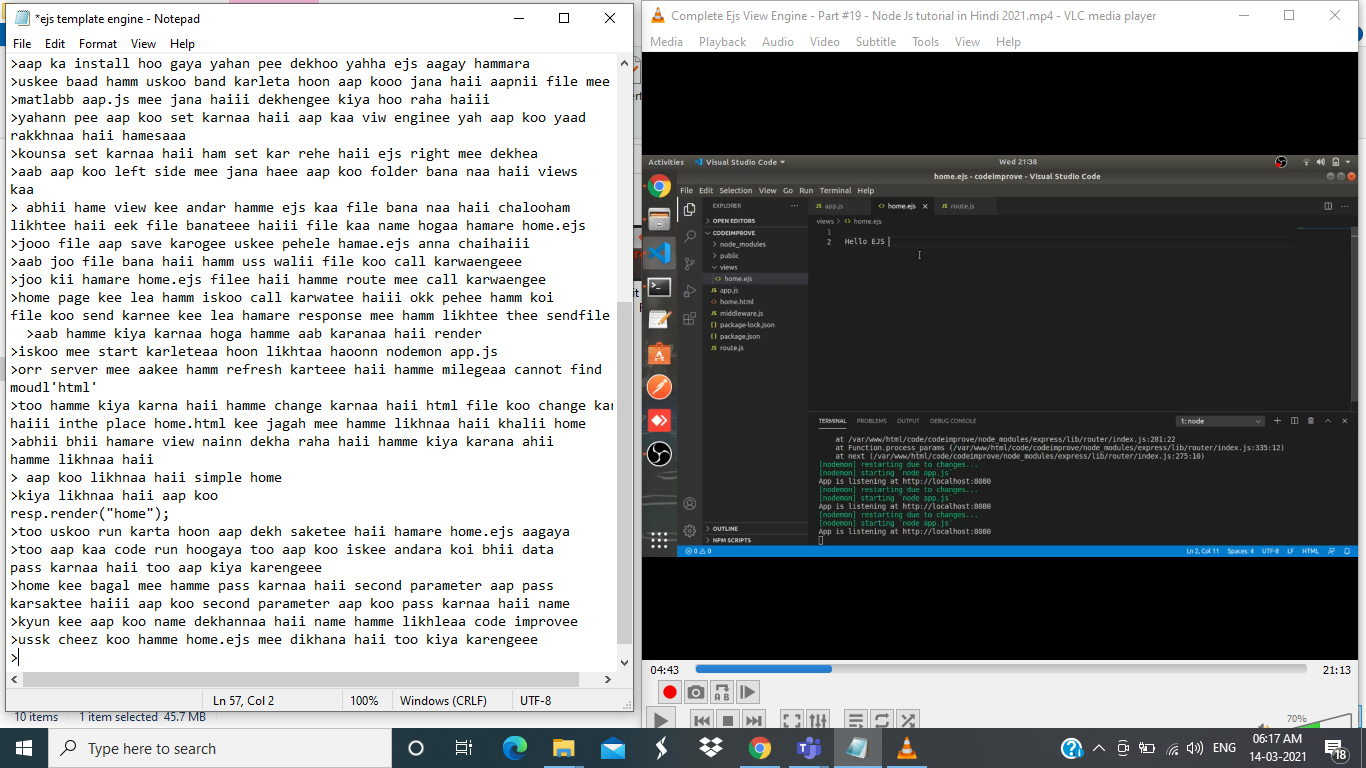 *ejs template engine - Notepad
File Edit Format View Help
>aap ka install hoo gaya yahan pee dekhoo yahha ejs aagay hammara
>uskee baad hamm uskoo band karleta hoon aap kooo jana haii aapnii file mee
>matlabb aap.js mee jana haiii dekhengee kiya hoo raha haiii
>yahann pee aap koo set karnaa haii aap kaa viw enginee yah aap koo yaad
rakkhnaa haii hamesaaa
>kounsa set karnaa haii ham set kar rehe haii ejs right mee dekhea
>aab aap koo left side mee jana haee aap koo folder bana naa haii views
kaa
> abhii hame view kee andar hamme ejs kaa file bana naa haii chalooham
likhtee haii eek file banateee haiii file kaa name hogaa hamare home.ejs
>jooo file aap save karogee uskee pehele hamae.ejs anna chaihaiii
>aab joo file bana haii hamm uss walii file koo call karwaengeee
>joo kii hamare home.ejs filee haii hamme route mee call karwaengee
>home page kee lea hamm iskoo call karwatee haiii okk pehee hamm koi
file koo send karnee kee lea hamare response mee hamm likhtee thee sendfile
>aab hamme kiya karnaa hoga hamme aab karanaa haii render
>iskoo mee start karleteaa hoon likhtaa haoonn nodemon app.js
>orr server mee aakee hamm refresh karteee haii hamme milegeaa cannot find
moudl'html'
>too hamme kiya karna haii hamme change karnaa haii html file koo change kar
haiii inthe place home.html kee jagah mee hamme likhnaa haii khalii home
>abhii bhii hamare view nainn dekha raha haii hamme kiya karana ahii
hamme likhnaa haii
> aap koo likhnaa haii simple home
>kiya likhnaa haii aap koo
resp.render("home");
>too uskoo run karta hoon aap dekh saketee haii hamare home.ejs aagaya
>too aap kaa code run hoogaya too aap koo iskee andara koi bhii data
pass karnaa haii too aap kiya karengeee
>home kee bagal mee hamme pass karnaa haii second parameter aap pass
karsaktee haiii aap koo second parameter aap koo pass karnaa haii name
>kyun kee aap koo name dekhannaa haii name hamme likhleaa code improvee
>ussk cheez koo hamme home.ejs mee dikhana haii too kiya karengeee
>
Ln 57, Col 2 100% Windows (CRLF) UTF-8
10 items 1 item selected 45.7 MB
Complete Ejs View Engine - Part #19 - Node Js tutorial in Hindi 2021.mp4 - VLC media player
Media Playback Audio Video Subtitle Tools View Help
Activities Visual Studio Code Wed 21:38
home.ejs - codeimprove - Visual Studio Code
File Edit Selection View Go Run Terminal Help
EXPLORER
OPEN EDITORS
CODEIMPROVE
node_modules
public
views
home.ejs
app.js
home.html
middleware.js
package-lock.json
package.json
route.js
OUTLINE
NPM SCRIPTS
app.js home.ejs route.js
views > home.ejs
1
2 Hello EJS
TERMINAL PROBLEMS OUTPUT DEBUG CONSOLE 1: node
at /var/www/html/code/codeimprove/node_modules/express/lib/router/index.js:281:22
at Function.process_params (/var/www/html/code/codeimprove/node_modules/express/lib/router/index.js:335:12)
at next (/var/www/html/code/codeimprove/node_modules/express/lib/router/index.js:275:10)
[nodemon] restarting due to changes...
[nodemon] starting `node app.js`
App is listening at http://localhost:8080
[nodemon] restarting due to changes...
[nodemon] starting `node app.js`
App is listening at http://localhost:8080
[nodemon] restarting due to changes...
[nodemon] starting `node app.js`
App is listening at http://localhost:8080
0 0 Ln 2, Col 11 Spaces: 4 UTF-8 LF HTML
04:43 21:13
70%
Type here to search
ENG
06:17 AM
14-03-2021
18